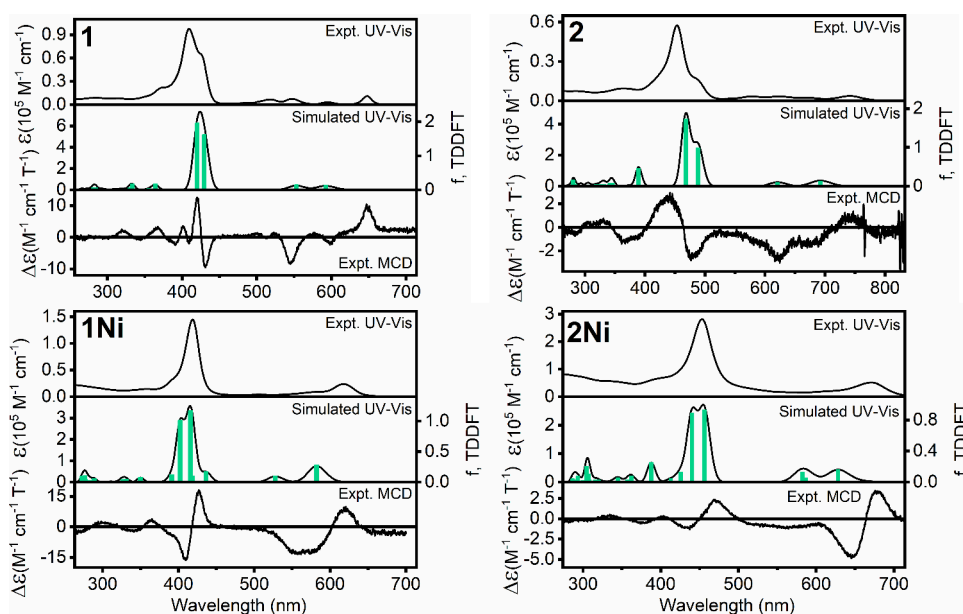 1
Expt. UV-Vis
0.9
0.6
0.3
0.0
ε(10⁵ M⁻¹ cm⁻¹)
Simulated UV-Vis
6
4
2
0
ε(10⁵ M⁻¹ cm⁻¹)
2
1
0
f, TDDFT
10
0
-10
Δε(M⁻¹ cm⁻¹ T⁻¹)
Expt. MCD
300 400 500 600 700
2
Expt. UV-Vis
0.6
0.3
0.0
ε(10⁵ M⁻¹ cm⁻¹)
Simulated UV-Vis
4
2
0
2
1
0
f, TDDFT
Expt. MCD
2
0
-2
Δε(M⁻¹ cm⁻¹ T⁻¹)
300 400 500 600 700 800
1Ni
Expt. UV-Vis
1.5
1.0
0.5
0.0
ε(10⁵ M⁻¹ cm⁻¹)
Simulated UV-Vis
3
2
1
0
1.0
0.5
0.0
f, TDDFT
Expt. MCD
15
0
-15
Δε(M⁻¹ cm⁻¹ T⁻¹)
300 400 500 600 700
Wavelength (nm)
2Ni
Expt. UV-Vis
3
2
1
0
ε(10⁵ M⁻¹ cm⁻¹)
Simulated UV-Vis
2
1
0
0.8
0.4
0.0
f, TDDFT
Expt. MCD
2.5
0.0
-2.5
-5.0
Δε(M⁻¹ cm⁻¹ T⁻¹)
300 400 500 600 700
Wavelength (nm)